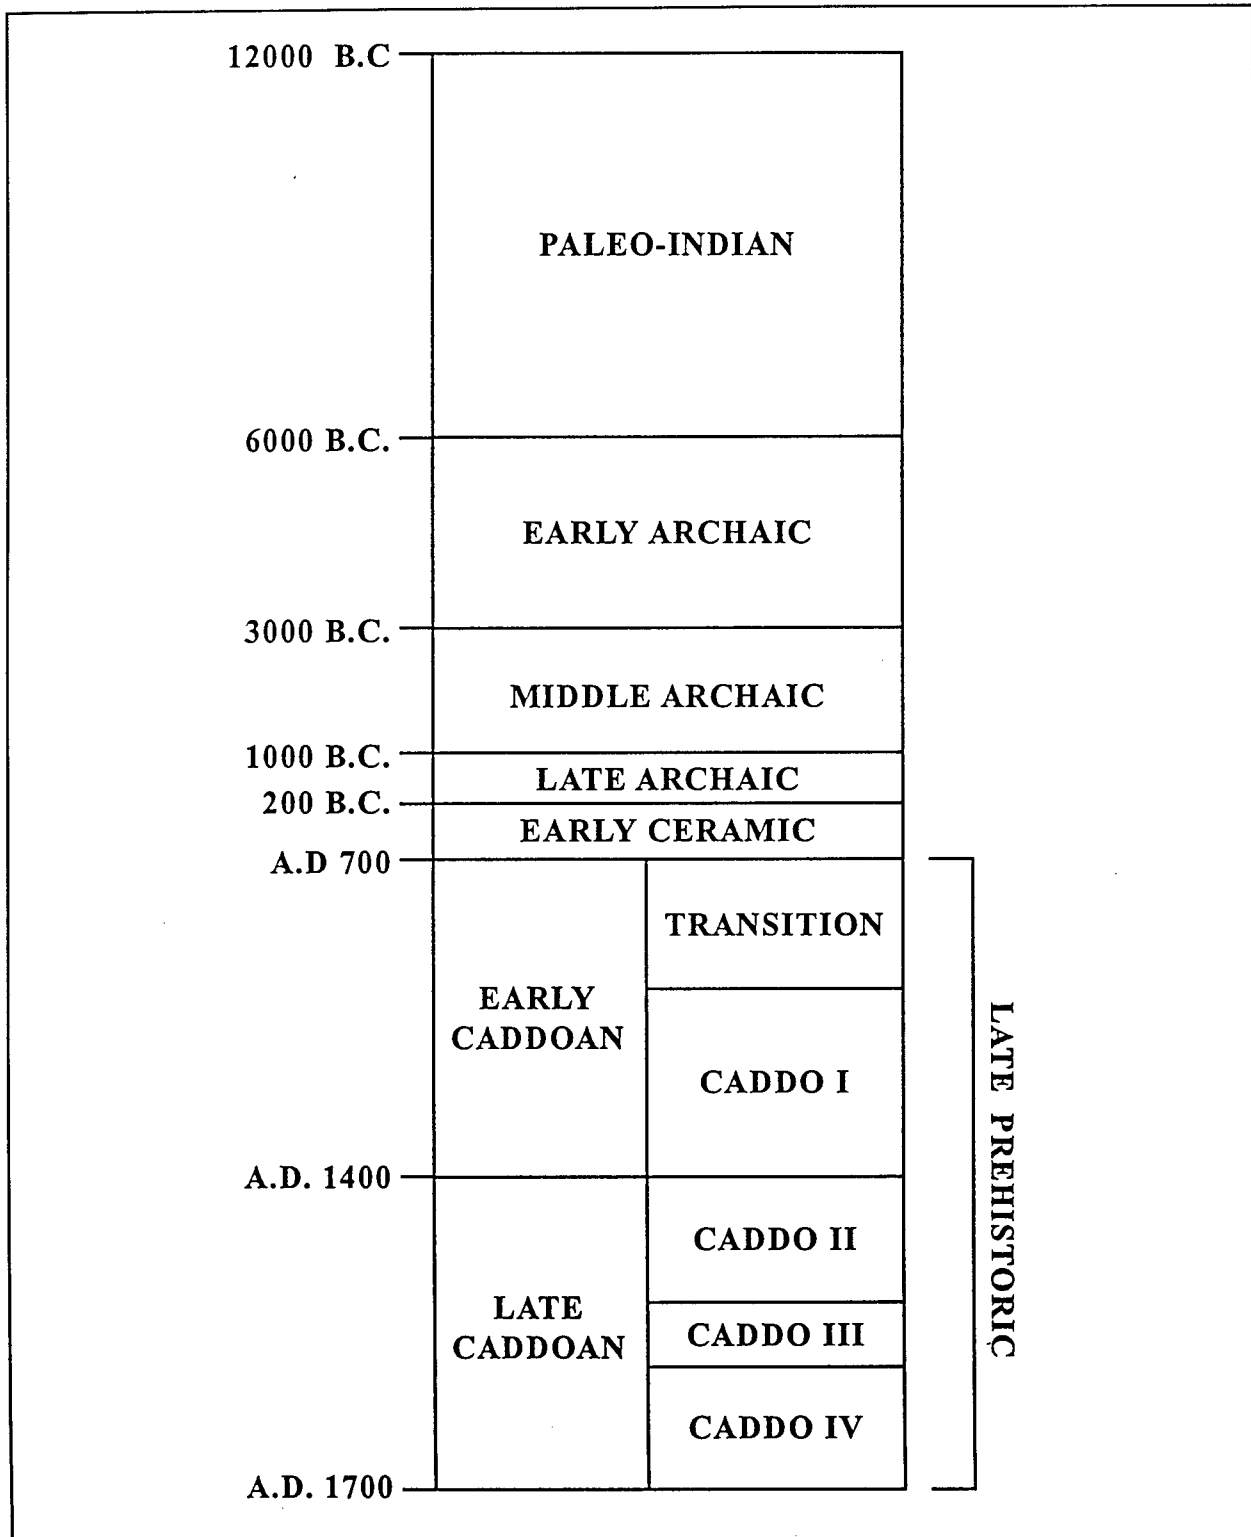 12000 B.C
PALEO-INDIAN
6000 B.C.
EARLY ARCHAIC
3000 B.C.
MIDDLE ARCHAIC
1000 B.C.
LATE ARCHAIC
200 B.C.
EARLY CERAMIC
A.D 700
TRANSITION
EARLY
CADDOAN
CADDO I
LATE PREHISTORIC
A.D. 1400
CADDO II
LATE
CADDOAN
CADDO III
CADDO IV
A.D. 1700